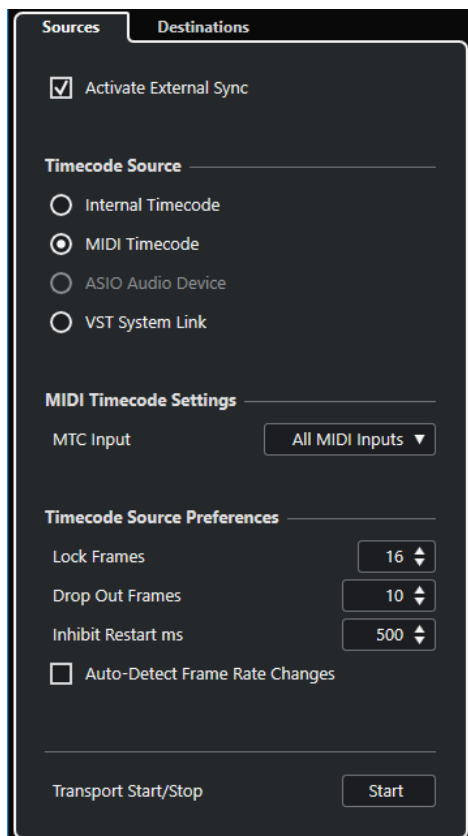 Sources Destinations
Activate External Sync
Timecode Source
Internal Timecode
MIDI Timecode
ASIO Audio Device
VST System Link
MIDI Timecode Settings
MTC Input All MIDI Inputs
Timecode Source Preferences
Lock Frames 16
Drop Out Frames 10
Inhibit Restart ms 500
Auto-Detect Frame Rate Changes
Transport Start/Stop Start